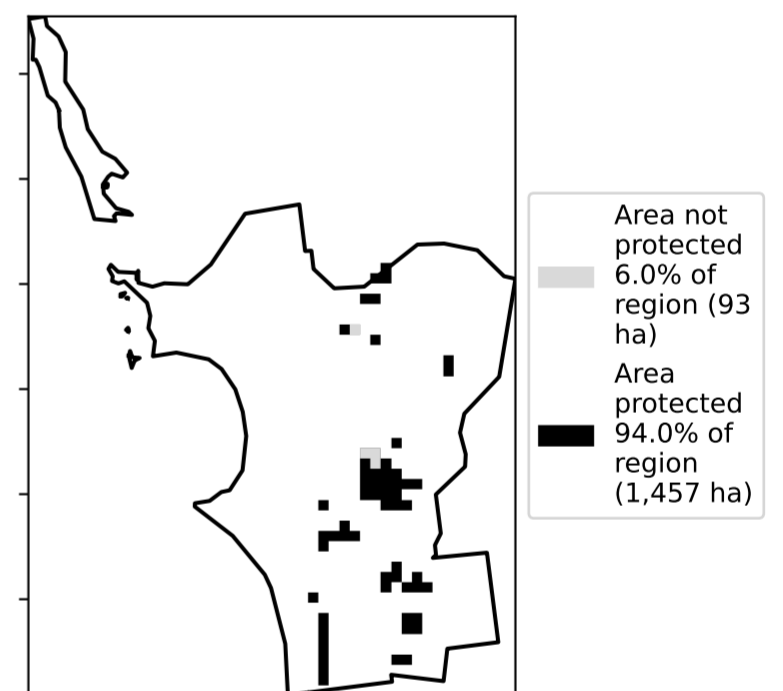 Area not
protected
6.0% of
region (93
ha)
Area
protected
94.0% of
region
(1,457 ha)